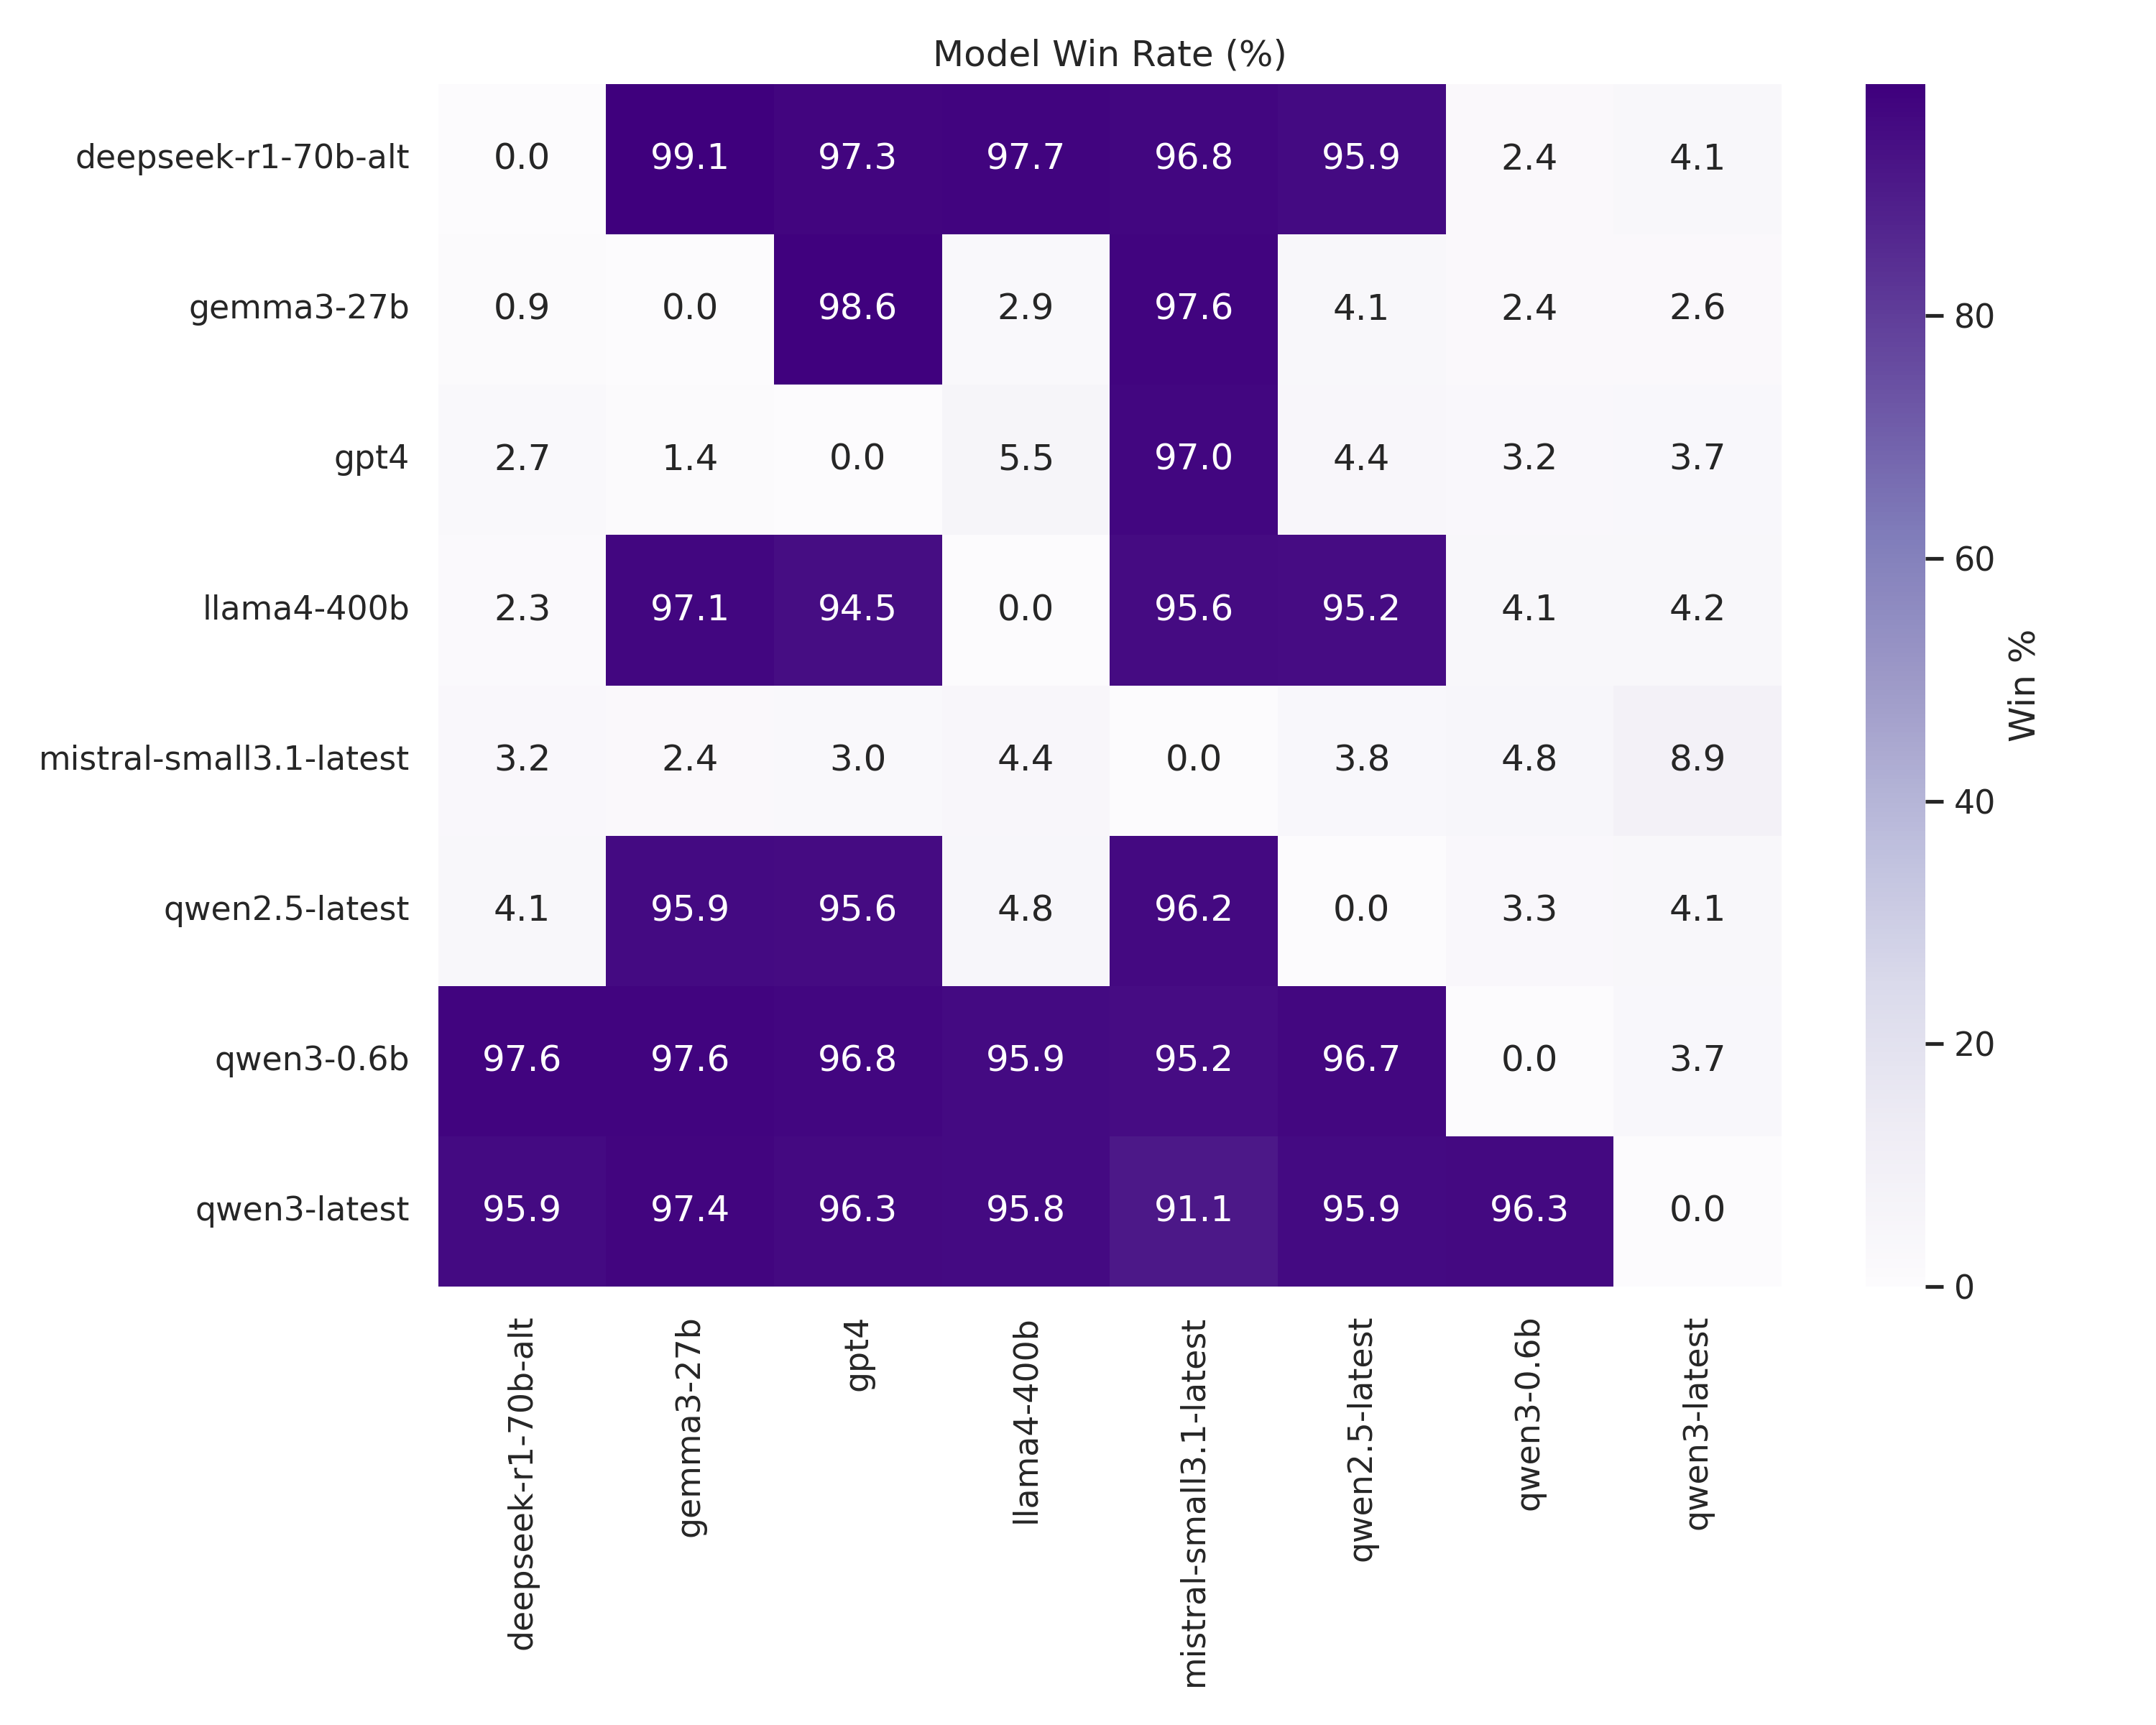 Model Win Rate (%)
deepseek-r1-70b-alt 0.0 99.1 97.3 97.7 96.8 95.9 2.4 4.1
gemma3-27b 0.9 0.0 98.6 2.9 97.6 4.1 2.4 2.6
gpt4 2.7 1.4 0.0 5.5 97.0 4.4 3.2 3.7
llama4-400b 2.3 97.1 94.5 0.0 95.6 95.2 4.1 4.2
mistral-small3.1-latest 3.2 2.4 3.0 4.4 0.0 3.8 4.8 8.9
qwen2.5-latest 4.1 95.9 95.6 4.8 96.2 0.0 3.3 4.1
qwen3-0.6b 97.6 97.6 96.8 95.9 95.2 96.7 0.0 3.7
qwen3-latest 95.9 97.4 96.3 95.8 91.1 95.9 96.3 0.0
deepseek-r1-70b-alt
gemma3-27b
gpt4
llama4-400b
mistral-small3.1-latest
qwen2.5-latest
qwen3-0.6b
qwen3-latest
80
60
40
20
0
Win %